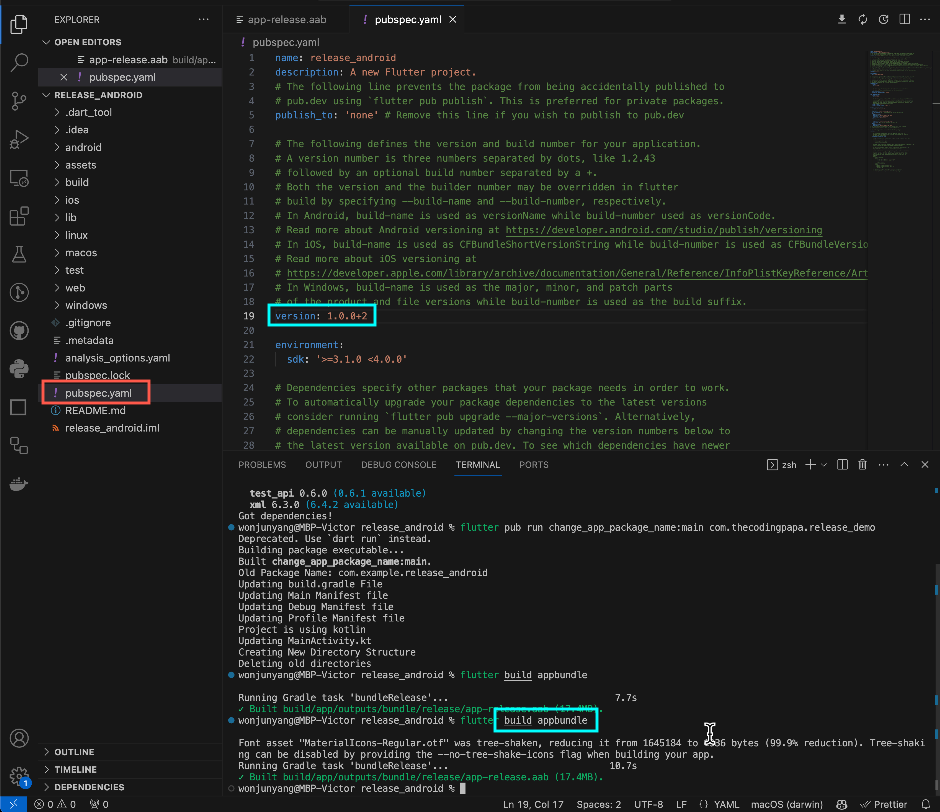 EXPLORER
···
OPEN EDITORS
app-release.aab build/ap...
! pubspec.yaml
RELEASE_ANDROID
.dart_tool
.idea
android
assets
build
ios
lib
linux
macos
test
web
windows
.gitignore
.metadata
analysis_options.yaml
pubspec.lock
! pubspec.yaml
README.md
release_android.iml
OUTLINE
TIMELINE
DEPENDENCIES
1
app-release.aab
! pubspec.yaml
! pubspec.yaml
1 name: release_android
2 description: A new Flutter project.
3 # The following line prevents the package from being accidentally published to
4 # pub.dev using `flutter pub publish`. This is preferred for private packages.
5 publish_to: 'none' # Remove this line if you wish to publish to pub.dev
6
7 # The following defines the version and build number for your application.
8 # A version number is three numbers separated by dots, like 1.2.43
9 # followed by an optional build number separated by a +.
10 # Both the version and the builder number may be overridden in flutter
11 # build by specifying --build-name and --build-number, respectively.
12 # In Android, build-name is used as versionName while build-number used as versionCode.
13 # Read more about Android versioning at https://developer.android.com/studio/publish/versioning
14 # In iOS, build-name is used as CFBundleShortVersionString while build-number is used as CFBundleVersio
15 # Read more about iOS versioning at
16 # https://developer.apple.com/library/archive/documentation/General/Reference/InfoPlistKeyReference/Art
17 # In Windows, build-name is used as the major, minor, and patch parts
18 # of the product and file versions while build-number is used as the build suffix.
19 version: 1.0.0+2
20
21 environment:
22 sdk: '>=3.1.0 <4.0.0'
23
24 # Dependencies specify other packages that your package needs in order to work.
25 # To automatically upgrade your package dependencies to the latest versions
26 # consider running `flutter pub upgrade --major-versions`. Alternatively,
27 # dependencies can be manually updated by changing the version numbers below to
28 # the latest version available on pub.dev. To see which dependencies have newer
PROBLEMS OUTPUT DEBUG CONSOLE TERMINAL PORTS zsh
test_api 0.6.0 (0.6.1 available)
xml 6.3.0 (6.4.2 available)
Got dependencies!
wonjunyang@MBP-Victor release_android % flutter pub run change_app_package_name:main com.thecodingpapa.release_demo
Deprecated. Use `dart run` instead.
Building package executable...
Built change_app_package_name:main.
Old Package Name: com.example.release_android
Updating build.gradle File
Updating Main Manifest file
Updating Debug Manifest file
Updating Profile Manifest file
Project is using kotlin
Updating MainActivity.kt
Creating New Directory Structure
Deleting old directories
wonjunyang@MBP-Victor release_android % flutter build appbundle
Running Gradle task 'bundleRelease'... 7.7s
✓ Built build/app/outputs/bundle/release/app-release.aab (17.4MB).
wonjunyang@MBP-Victor release_android % flutter build appbundle
Font asset "MaterialIcons-Regular.otf" was tree-shaken, reducing it from 1645184 to bytes (99.9% reduction). Tree-shaki
ng can be disabled by providing the --no-tree-shake-icons flag when building your app.
Running Gradle task 'bundleRelease'... 10.7s
✓ Built build/app/outputs/bundle/release/app-release.aab (17.4MB).
wonjunyang@MBP-Victor release_android %
0 0 0 Ln 19, Col 17 Spaces: 2 UTF-8 LF {} YAML macOS (darwin) Prettier